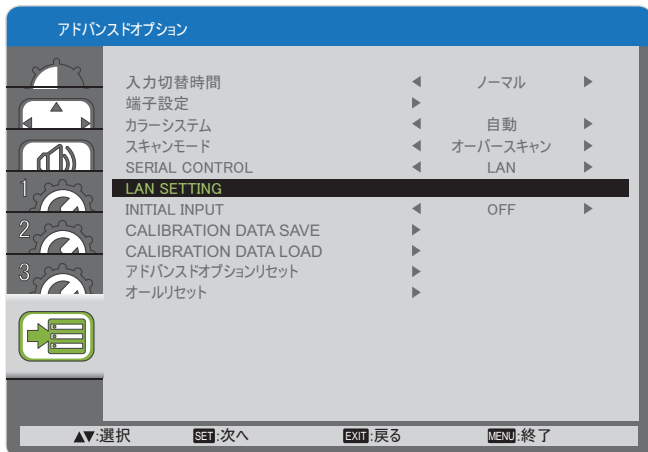 アドバンスドオプション
入力切替時間 ◀ ノーマル ▶
端子設定 ▶
カラーシステム ◀ 自動 ▶
スキャンモード ◀ オーバースキャン ▶
SERIAL CONTROL ◀ LAN ▶
LAN SETTING
INITIAL INPUT ◀ OFF ▶
CALIBRATION DATA SAVE ▶
CALIBRATION DATA LOAD ▶
アドバンスドオプションリセット ▶
オールリセット ▶
1
2
3
▲▼:選択 SET:次へ EXIT:戻る MENU:終了